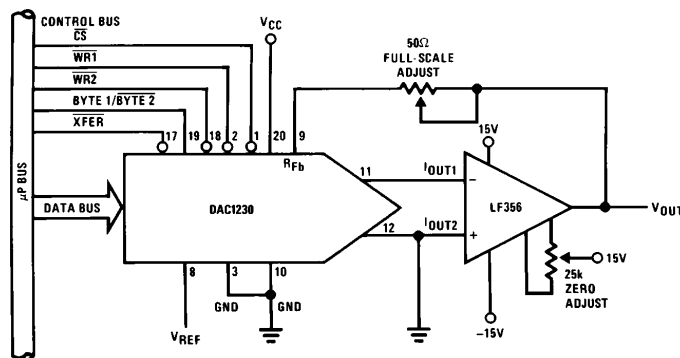 CONTROL BUS
CS
WR1
WR2
BYTE 1/BYTE 2
XFER
17
19
18
2
1
20
9
VCC
50Ω
FULL-SCALE
ADJUST
RFb
µP BUS
DATA BUS
DAC1230
11
IOUT1
12
IOUT2
15V
−
+
LF356
VOUT
15V
25k
ZERO
ADJUST
−15V
8
3
10
GND
GND
VREF